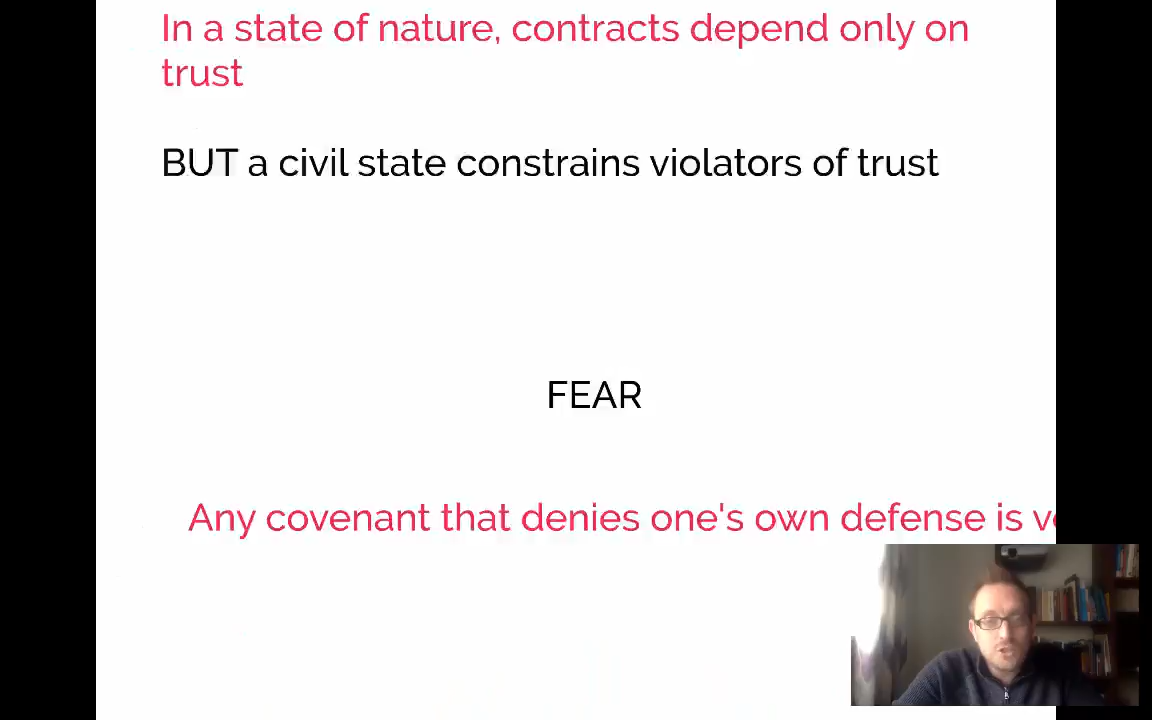 In a state of nature, contracts depend only on
trust
BUT a civil state constrains violators of trust
FEAR
Any covenant that denies one's own defense is